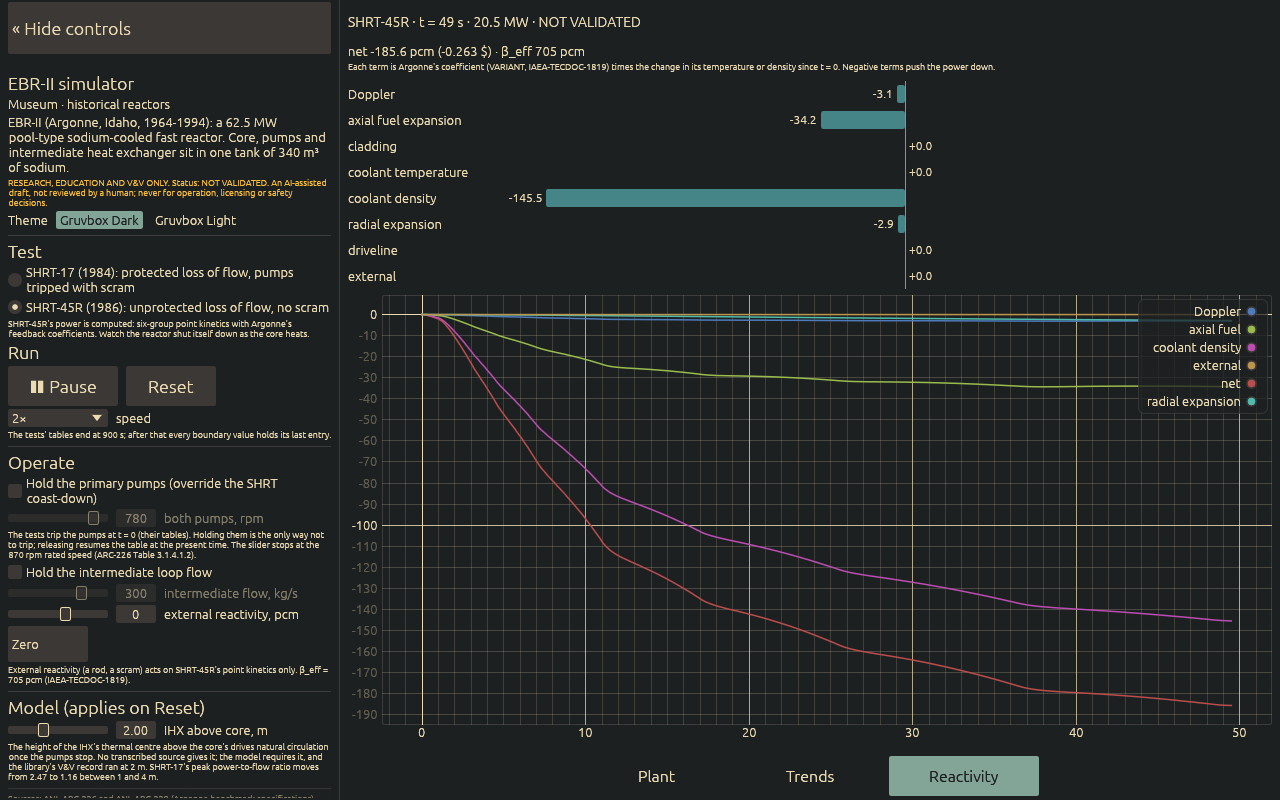 « Hide controls
EBR-II simulator
Museum · historical reactors
EBR-II (Argonne, Idaho, 1964-1994): a 62.5 MW
pool-type sodium-cooled fast reactor. Core, pumps and
intermediate heat exchanger sit in one tank of 340 m³
of sodium.
RESEARCH, EDUCATION AND V&V ONLY. Status: NOT VALIDATED. An AI-assisted
draft, not reviewed by a human; never for operation, licensing or safety
decisions.
Theme Gruvbox Dark Gruvbox Light
Test
SHRT-17 (1984): protected loss of flow, pumps
tripped with scram
SHRT-45R (1986): unprotected loss of flow, no scram
SHRT-45R's power is computed: six-group point kinetics with Argonne's
feedback coefficients. Watch the reactor shut itself down as the core heats.
Run
Pause Reset
2× speed
The tests' tables end at 900 s; after that every boundary value holds its last entry.
Operate
Hold the primary pumps (override the SHRT
coast-down)
780 both pumps, rpm
The tests trip the pumps at t = 0 (their tables). Holding them is the only way not
to trip; releasing resumes the table at the present time. The slider stops at the
870 rpm rated speed (ARC-226 Table 3.1.4.1.2).
Hold the intermediate loop flow
300 intermediate flow, kg/s
0 external reactivity, pcm
Zero
External reactivity (a rod, a scram) acts on SHRT-45R's point kinetics only. β_eff =
705 pcm (IAEA-TECDOC-1819).
Model (applies on Reset)
2.00 IHX above core, m
The height of the IHX's thermal centre above the core's drives natural circulation
once the pumps stop. No transcribed source gives it; the model requires it, and
the library's V&V record ran at 2 m. SHRT-17's peak power-to-flow ratio moves
from 2.47 to 1.16 between 1 and 4 m.
SHRT-45R · t = 49 s · 20.5 MW · NOT VALIDATED
net -185.6 pcm (-0.263 $) · β_eff 705 pcm
Each term is Argonne's coefficient (VARIANT, IAEA-TECDOC-1819) times the change in its temperature or density since t = 0. Negative terms push the power down.
Doppler -3.1
axial fuel expansion -34.2
cladding +0.0
coolant temperature +0.0
coolant density -145.5
radial expansion -2.9
driveline +0.0
external +0.0
0
-10
-20
-30
-40
-50
-60
-70
-80
-90
-100
-110
-120
-130
-140
-150
-160
-170
-180
-190
Doppler
axial fuel
coolant density
external
net
radial expansion
0 10 20 30 40 50
Plant Trends Reactivity